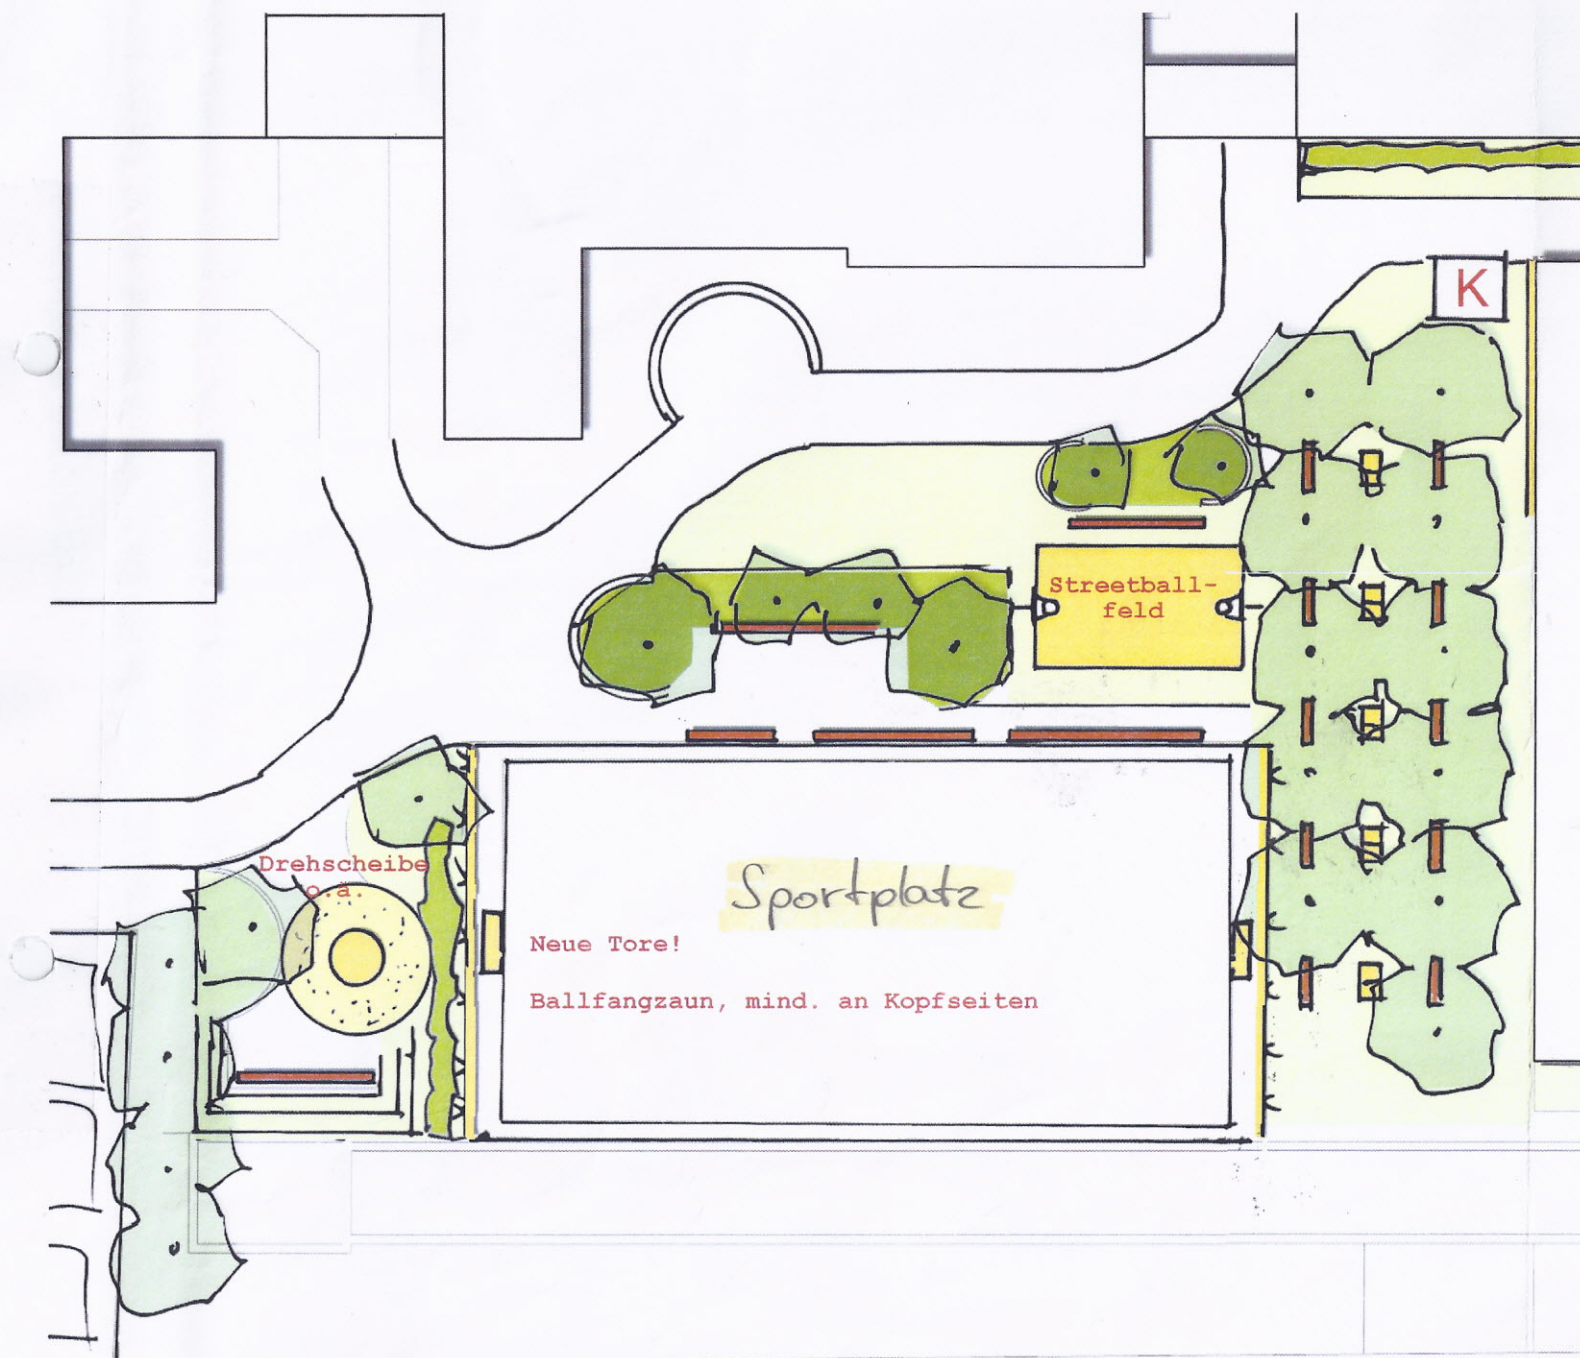 K
Streetball-
feld
Drehscheibe
o.ä.
Sportplatz
Neue Tore!
Ballfangzaun, mind. an Kopfseiten